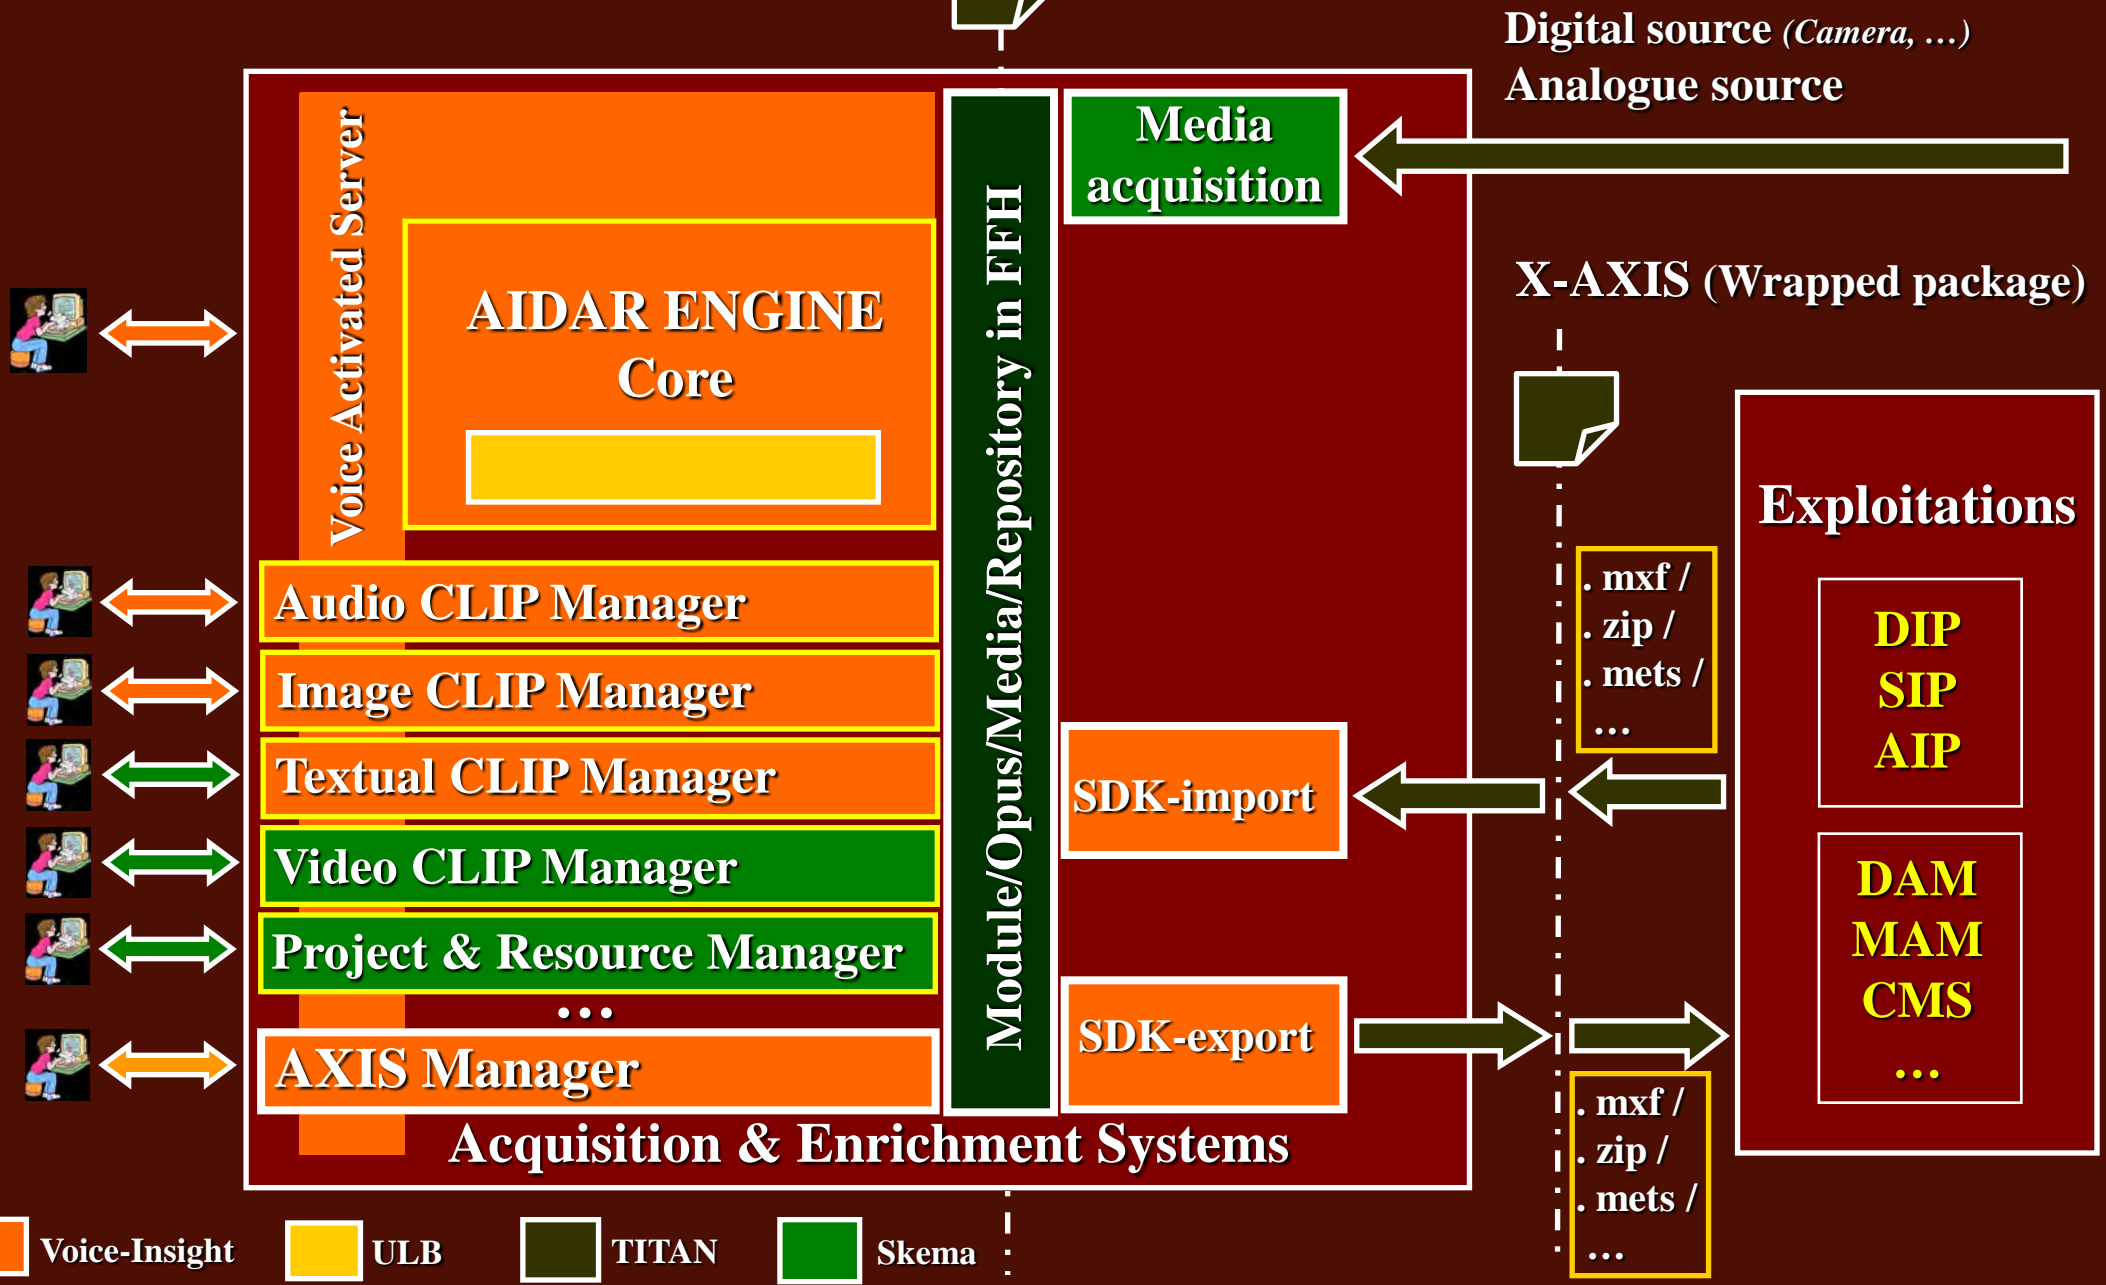 Digital source (Camera, …)
Analogue source
Voice Activated Server
Media
acquisition
AIDAR ENGINE
Core
Module/Opus/Media/Repository in FFH
X-AXIS (Wrapped package)
Exploitations
. mxf /
. zip /
. mets /
…
DIP
SIP
AIP
Audio CLIP Manager
Image CLIP Manager
Textual CLIP Manager
SDK-import
Video CLIP Manager
DAM
MAM
CMS
…
Project & Resource Manager
…
SDK-export
AXIS Manager
. mxf /
. zip /
. mets /
…
Acquisition & Enrichment Systems
Voice-Insight
ULB
TITAN
Skema